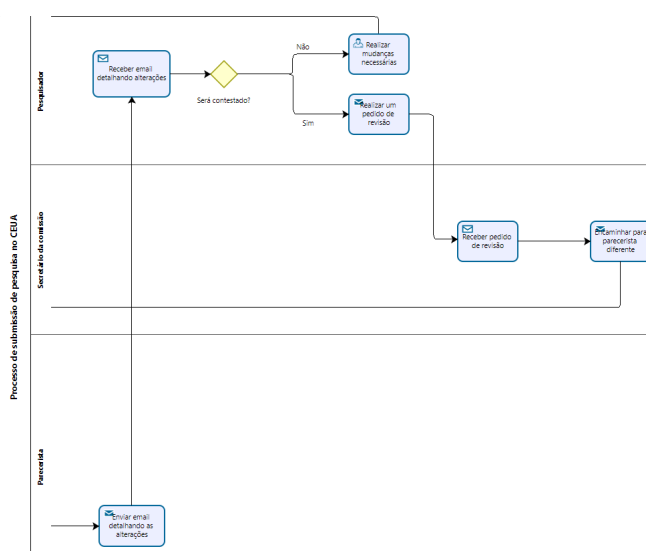 Processo de submissão de pesquisa no CEUA
Pesquisador
Receber email
detalhando alterações
Será contestado?
Não
Realizar
mudanças
necessárias
Sim
Realizar um
pedido de
revisão
Secretário da comissão
Receber pedido
de revisão
Encaminhar para
parecerista
diferente
Parecerista
Enviar email
detalhando as
alterações